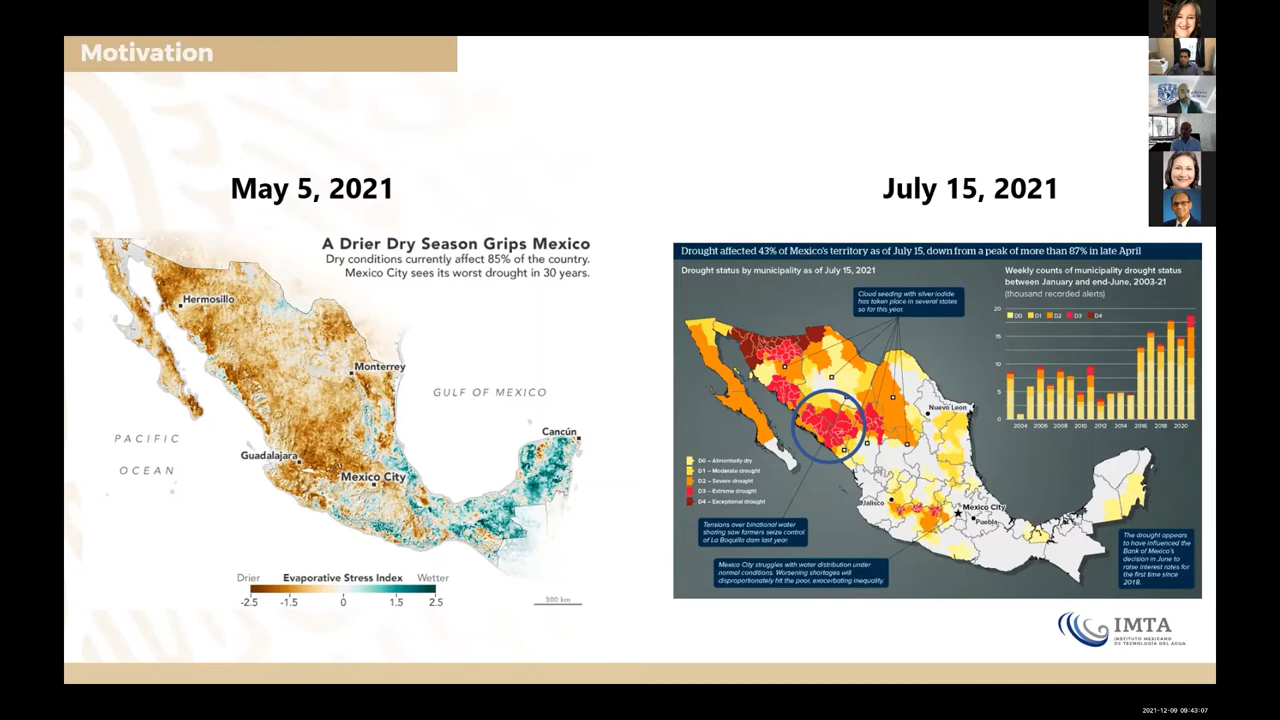 Motivation
May 5, 2021
July 15, 2021
A Drier Dry Season Grips Mexico
Dry conditions currently affect 85% of the country.
Mexico City sees its worst drought in 30 years.
Hermosillo
Monterrey
GULF OF MEXICO
PACIFIC
OCEAN
Cancún
Guadalajara
Mexico City
Drier
Evaporative Stress Index
Wetter
-2.5
-1.5
0
1.5
2.5
300 km
Drought affected 43% of Mexico's territory as of July 15, down from a peak of more than 87% in late April
Drought status by municipality as of July 15, 2021
Weekly counts of municipality drought status
between January and end-June, 2003-21
(thousand recorded alerts)
Cloud seeding with silver iodide
has taken place in several states
so far this year.
20
15
10
5
0
D0
D1
D2
D3
D4
2004
2006
2008
2010
2012
2014
2016
2018
2020
Nuevo Leon
D0 – Abnormally dry
D1 – Moderate drought
D2 – Severe drought
D3 – Extreme drought
D4 – Exceptional drought
Jalisco
Mexico City
Puebla
Tensions over binational water
sharing saw farmers seize control
of La Boquilla dam last year.
Mexico City struggles with water distribution under
normal conditions. Worsening shortages will
disproportionately hit the poor, exacerbating inequality.
The drought appears
to have influenced the
Bank of Mexico's
decision in June to
raise interest rates for
the first time since
2018.
IMTA
INSTITUTO MEXICANO
DE TECNOLOGÍA DEL AGUA
2021-12-09 09:43:07